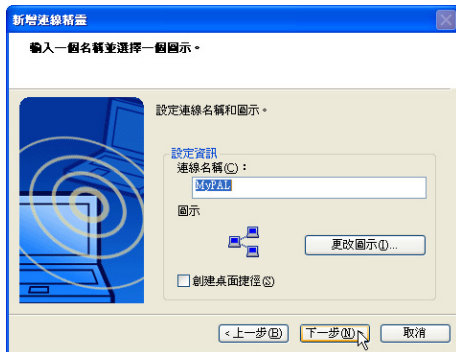 新增連線精靈
輸入一個名稱並選擇一個圖示。
設定連線名稱和圖示。
設定資訊
連線名稱(C)：
MyPAL
圖示
更改圖示(I)...
創建桌面捷徑(S)
<上一步(B) 下一步(N)> 取消